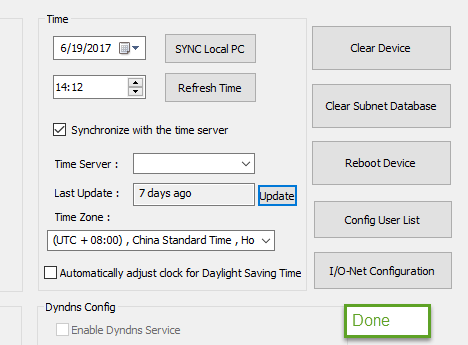 Time
6/19/2017
SYNC Local PC
14:12
Refresh Time
Synchronize with the time server
Time Server :
Last Update :
7 days ago
Update
Time Zone :
(UTC + 08:00) , China Standard Time , Ho
Automatically adjust clock for Daylight Saving Time
Clear Device
Clear Subnet Database
Reboot Device
Config User List
I/O-Net Configuration
Dyndns Config
Enable Dyndns Service
Done